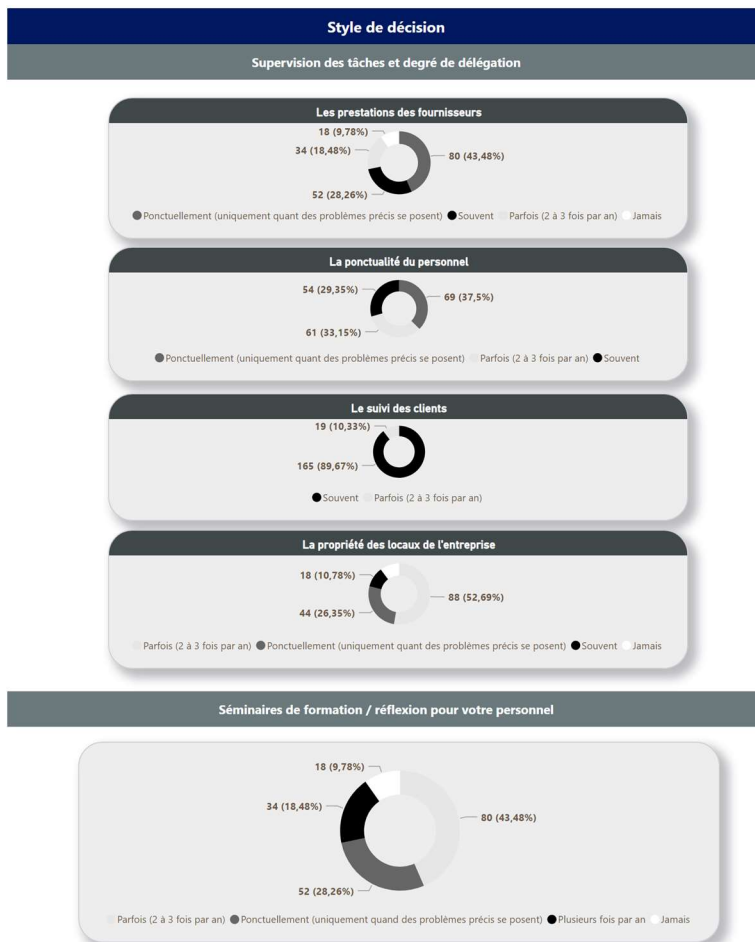 Style de décision
Supervision des tâches et degré de délégation
Les prestations des fournisseurs
18 (9,78%)
34 (18,48%)
80 (43,48%)
52 (28,26%)
Ponctuellement (uniquement quant des problèmes précis se posent) Souvent Parfois (2 à 3 fois par an) Jamais
La ponctualité du personnel
54 (29,35%)
69 (37,5%)
61 (33,15%)
Ponctuellement (uniquement quant des problèmes précis se posent) Parfois (2 à 3 fois par an) Souvent
Le suivi des clients
19 (10,33%)
165 (89,67%)
Souvent Parfois (2 à 3 fois par an)
La propriété des locaux de l'entreprise
18 (10,78%)
88 (52,69%)
44 (26,35%)
Parfois (2 à 3 fois par an) Ponctuellement (uniquement quant des problèmes précis se posent) Souvent Jamais
Séminaires de formation / réflexion pour votre personnel
18 (9,78%)
34 (18,48%)
80 (43,48%)
52 (28,26%)
Parfois (2 à 3 fois par an) Ponctuellement (uniquement quand des problèmes précis se posent) Plusieurs fois par an Jamais